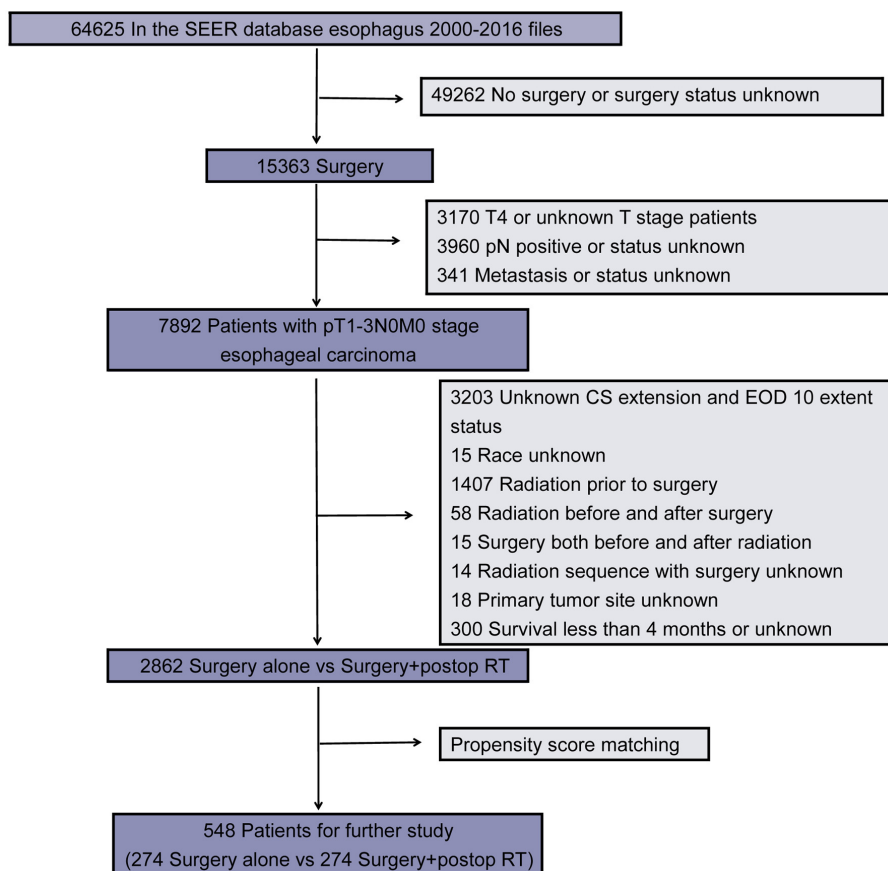 64625 In the SEER database esophagus 2000-2016 files
49262 No surgery or surgery status unknown
15363 Surgery
3170 T4 or unknown T stage patients
3960 pN positive or status unknown
341 Metastasis or status unknown
7892 Patients with pT1-3N0M0 stage
esophageal carcinoma
3203 Unknown CS extension and EOD 10 extent
status
15 Race unknown
1407 Radiation prior to surgery
58 Radiation before and after surgery
15 Surgery both before and after radiation
14 Radiation sequence with surgery unknown
18 Primary tumor site unknown
300 Survival less than 4 months or unknown
2862 Surgery alone vs Surgery+postop RT
Propensity score matching
548 Patients for further study
(274 Surgery alone vs 274 Surgery+postop RT)